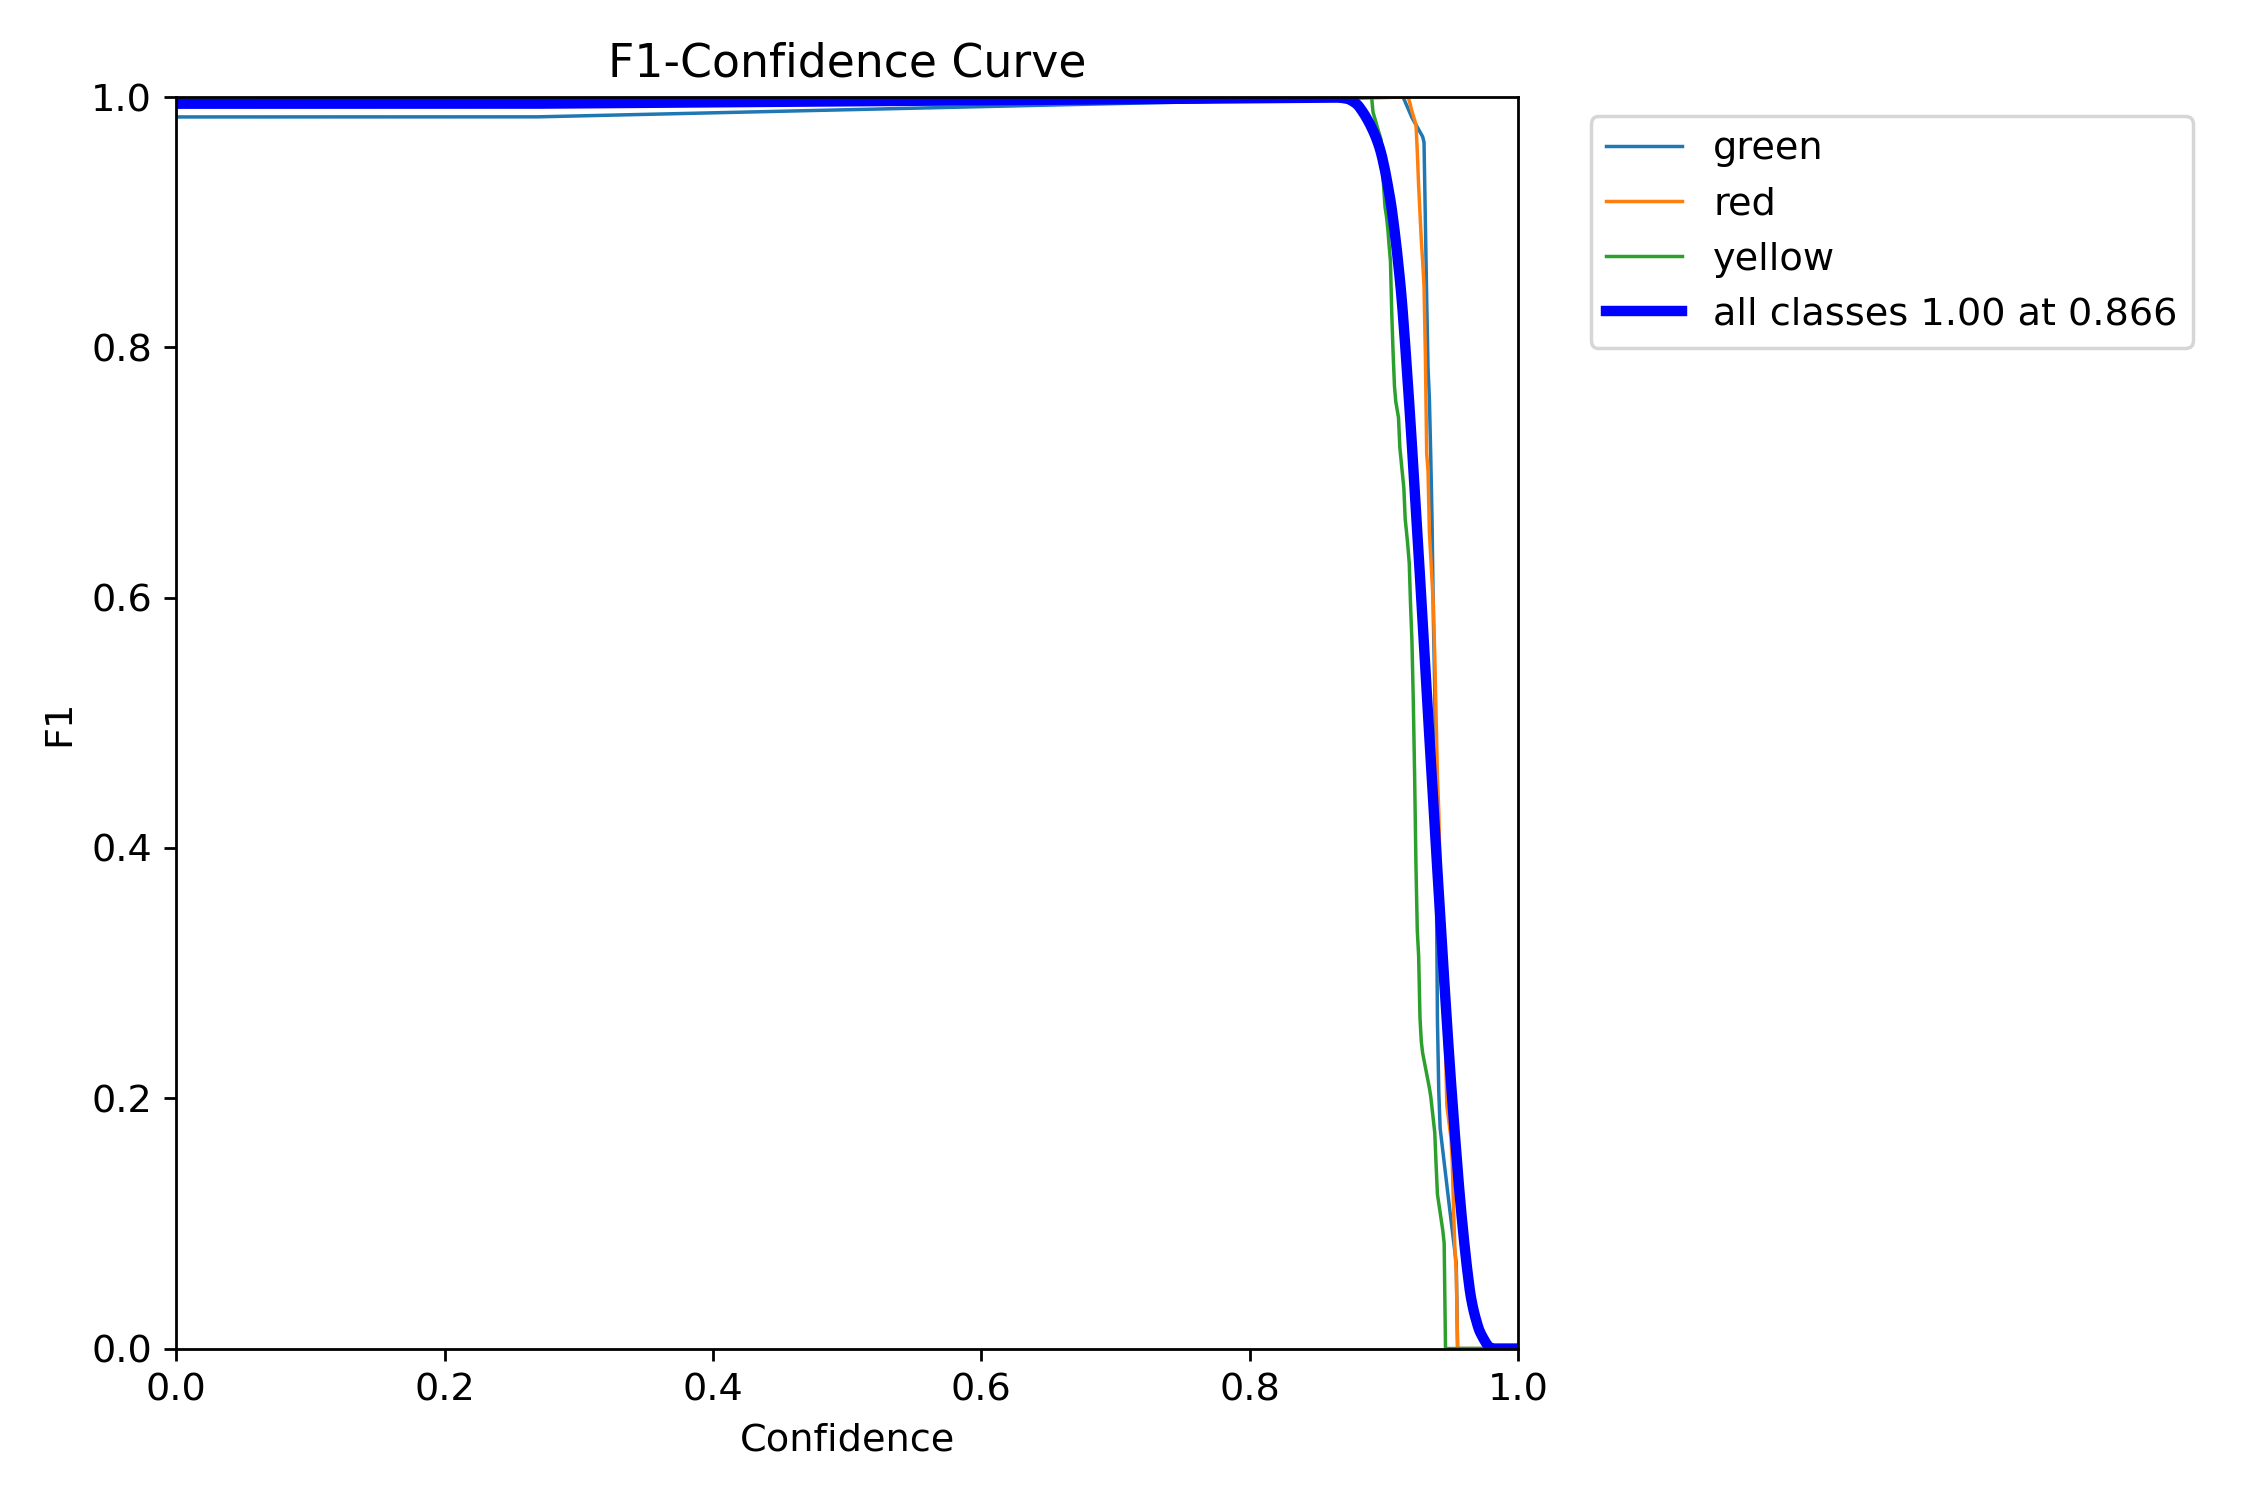 F1-Confidence Curve
1.0
0.8
0.6
0.4
0.2
0.0
F1
0.0 0.2 0.4 0.6 0.8 1.0
Confidence
green
red
yellow
all classes 1.00 at 0.866